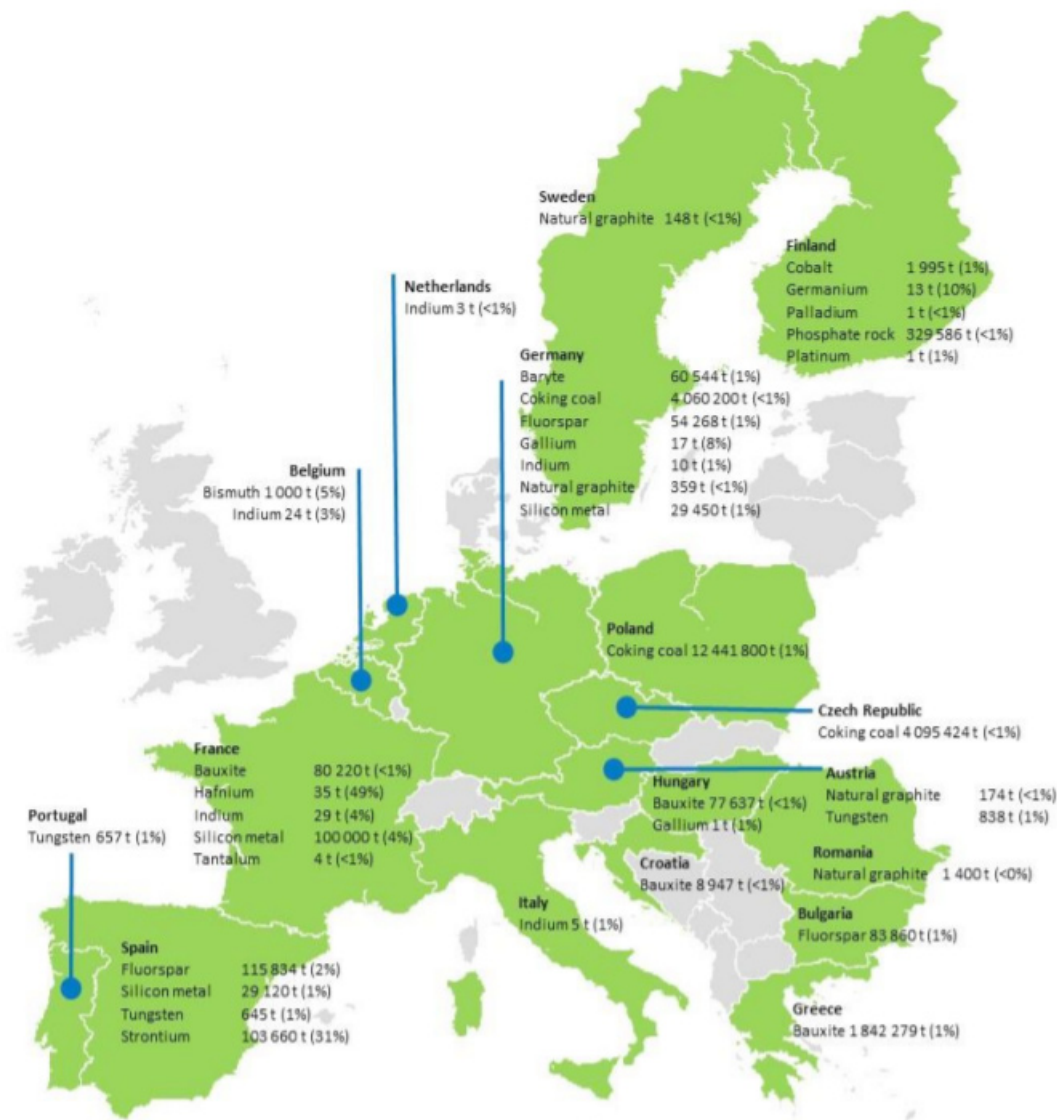 Sweden
Natural graphite 148 t (<1%)
Finland
Cobalt 1 995 t (1%)
Germanium 13 t (10%)
Palladium 1 t (<1%)
Phosphate rock 329 586 t (<1%)
Platinum 1 t (1%)
Netherlands
Indium 3 t (<1%)
Germany
Baryte 60 544 t (1%)
Coking coal 4 060 200 t (<1%)
Fluorspar 54 268 t (1%)
Gallium 17 t (8%)
Indium 10 t (1%)
Natural graphite 359 t (<1%)
Silicon metal 29 450 t (1%)
Belgium
Bismuth 1 000 t (5%)
Indium 24 t (3%)
Poland
Coking coal 12 441 800 t (1%)
Czech Republic
Coking coal 4 095 424 t (<1%)
France
Bauxite 80 220 t (<1%)
Hafnium 35 t (49%)
Indium 29 t (4%)
Silicon metal 100 000 t (4%)
Tantalum 4 t (<1%)
Hungary
Bauxite 77 637 t (<1%)
Gallium 1 t (1%)
Austria
Natural graphite 174 t (<1%)
Tungsten 838 t (1%)
Portugal
Tungsten 657 t (1%)
Romania
Natural graphite 1 400 t (<0%)
Croatia
Bauxite 8 947 t (<1%)
Italy
Indium 5 t (1%)
Bulgaria
Fluorspar 83 860 t (1%)
Spain
Fluorspar 115 834 t (2%)
Silicon metal 29 120 t (1%)
Tungsten 645 t (1%)
Strontium 103 660 t (31%)
Greece
Bauxite 1 842 279 t (1%)